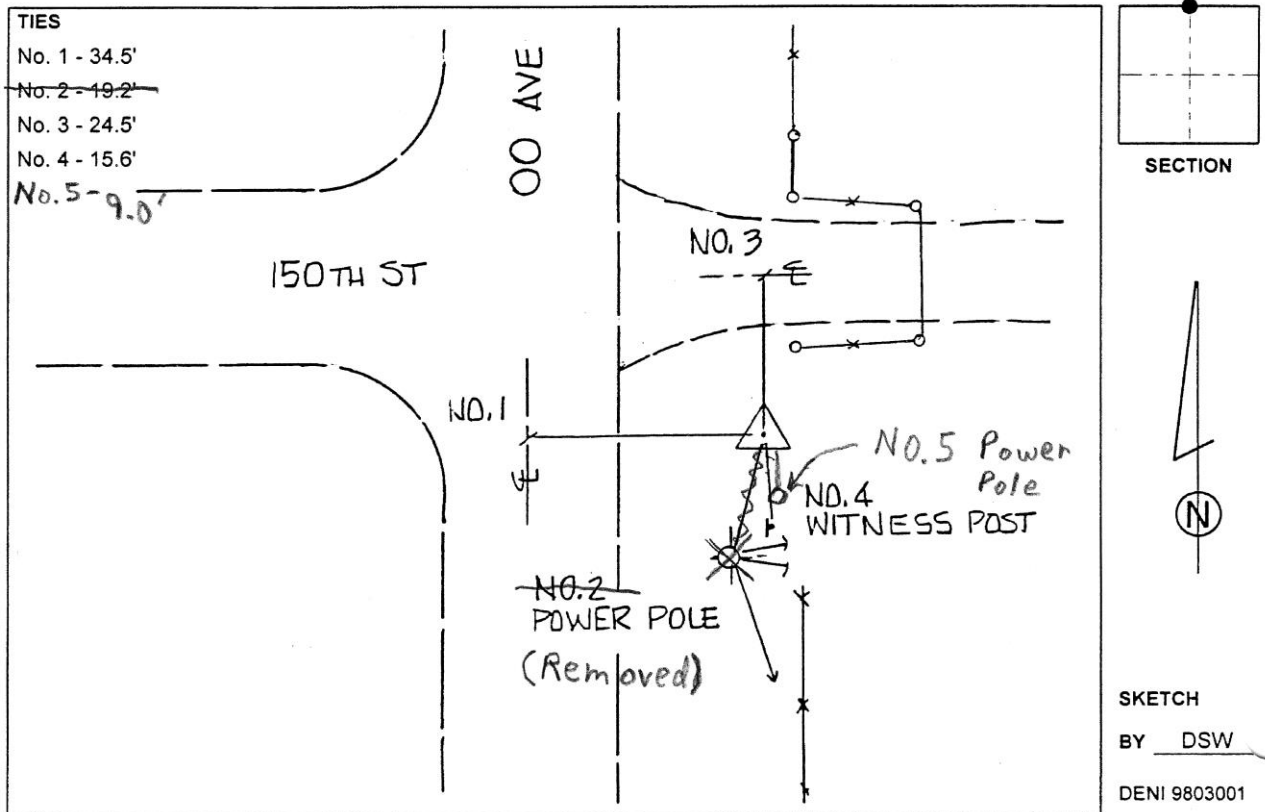 TIES
No. 1 - 34.5'
No. 2 - 19.2'
No. 3 - 24.5'
No. 4 - 15.6'
No. 5 - 9.0'
OO AVE
150TH ST
NO. 3
℄
NO. 1
℄
NO. 5 Power
Pole
NO. 4
WITNESS POST
NO. 2
POWER POLE
(Removed)
SECTION
N
SKETCH
BY DSW
DENI 9803001